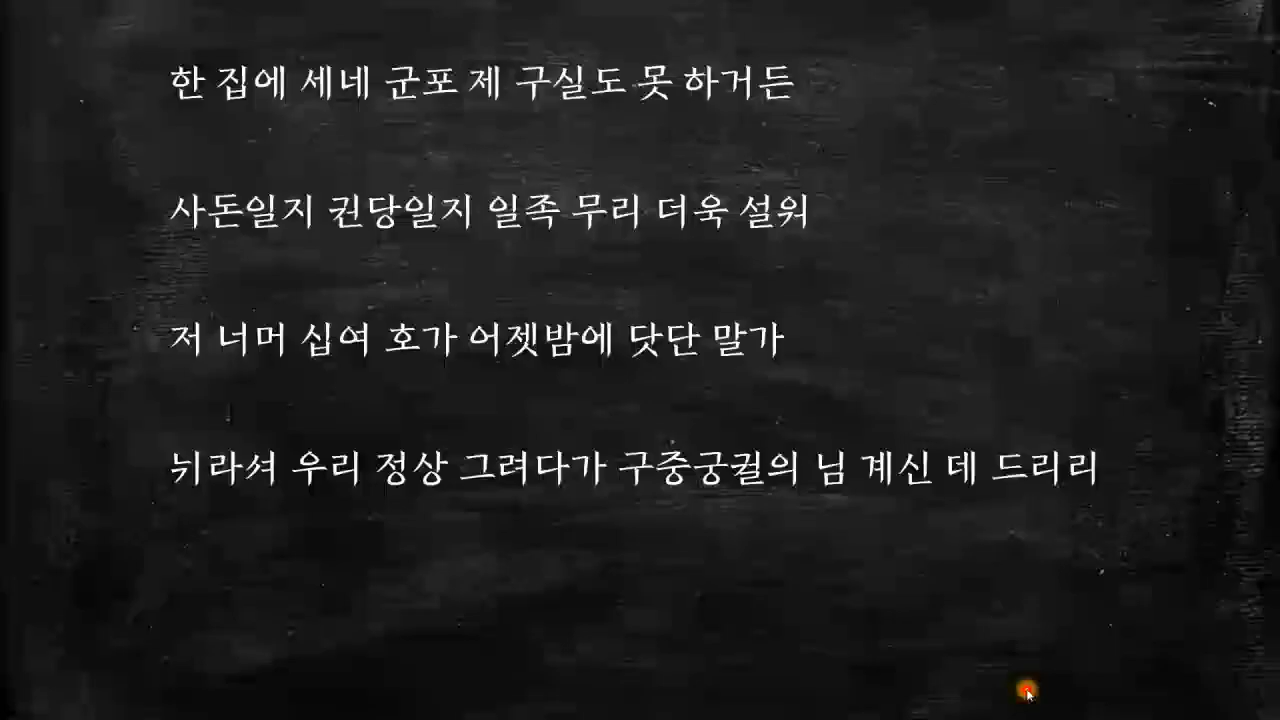 한 집에 세네 군포 제 구실도 못 하거든
사돈일지 권당일지 일족 무리 더욱 설워
저 너머 십여 호가 어젯밤에 닷단 말가
뉘라셔 우리 정상 그려다가 구중궁궐의 님 계신 데 드리리